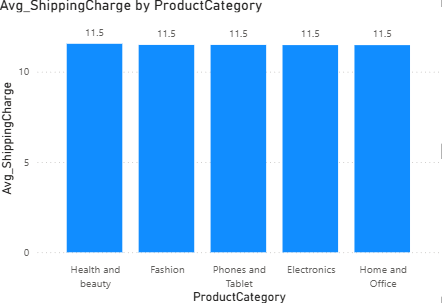 Avg_ShippingCharge by ProductCategory
11.5 11.5 11.5 11.5 11.5
10
5
0
Avg_ShippingCharge
Health and beauty
Fashion
Phones and Tablet
Electronics
Home and Office
ProductCategory